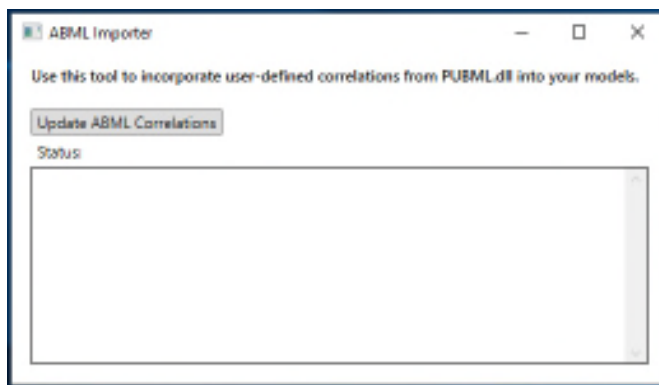 ABML Importer
Use this tool to incorporate user-defined correlations from PUBML.dll into your models.
Update ABML Correlations
Status: